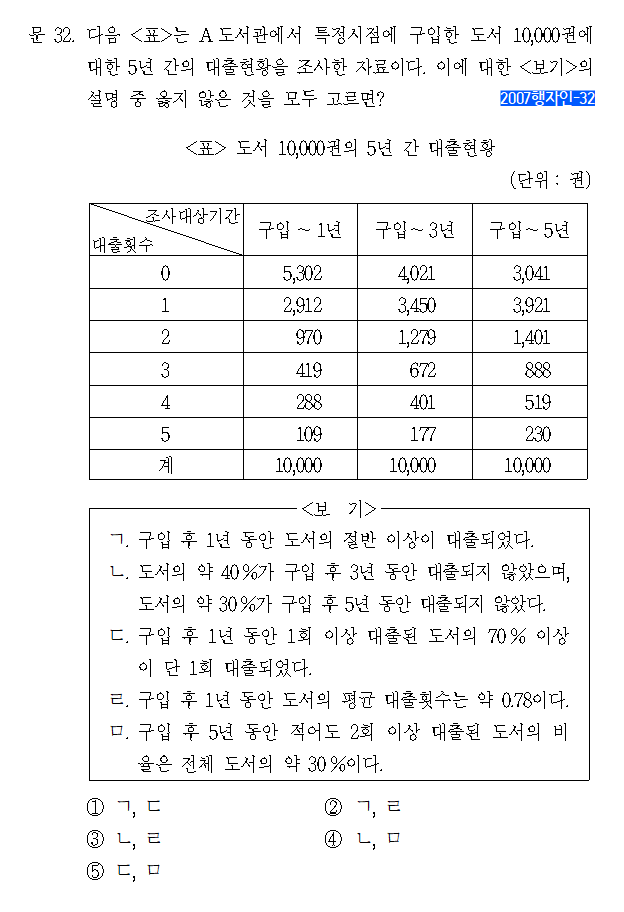 문 32. 다음 <표>는 A도서관에서 특정시점에 구입한 도서 10,000권에
대한 5년 간의 대출현황을 조사한 자료이다. 이에 대한 <보기>의
설명 중 옳지 않은 것을 모두 고르면?
2007행자인-32
<표> 도서 10,000권의 5년 간 대출현황
(단위 : 권)
조사대상기간
대출횟수
구입 ~ 1년 구입 ~ 3년 구입 ~ 5년
0 5,302 4,021 3,041
1 2,912 3,450 3,921
2 970 1,279 1,401
3 419 672 888
4 288 401 519
5 109 177 230
계 10,000 10,000 10,000
<보 기>
ㄱ. 구입 후 1년 동안 도서의 절반 이상이 대출되었다.
ㄴ. 도서의 약 40%가 구입 후 3년 동안 대출되지 않았으며,
도서의 약 30%가 구입 후 5년 동안 대출되지 않았다.
ㄷ. 구입 후 1년 동안 1회 이상 대출된 도서의 70% 이상
이 단 1회 대출되었다.
ㄹ. 구입 후 1년 동안 도서의 평균 대출횟수는 약 0.78이다.
ㅁ. 구입 후 5년 동안 적어도 2회 이상 대출된 도서의 비
율은 전체 도서의 약 30%이다.
① ㄱ, ㄷ ② ㄱ, ㄹ
③ ㄴ, ㄹ ④ ㄴ, ㅁ
⑤ ㄷ, ㅁ